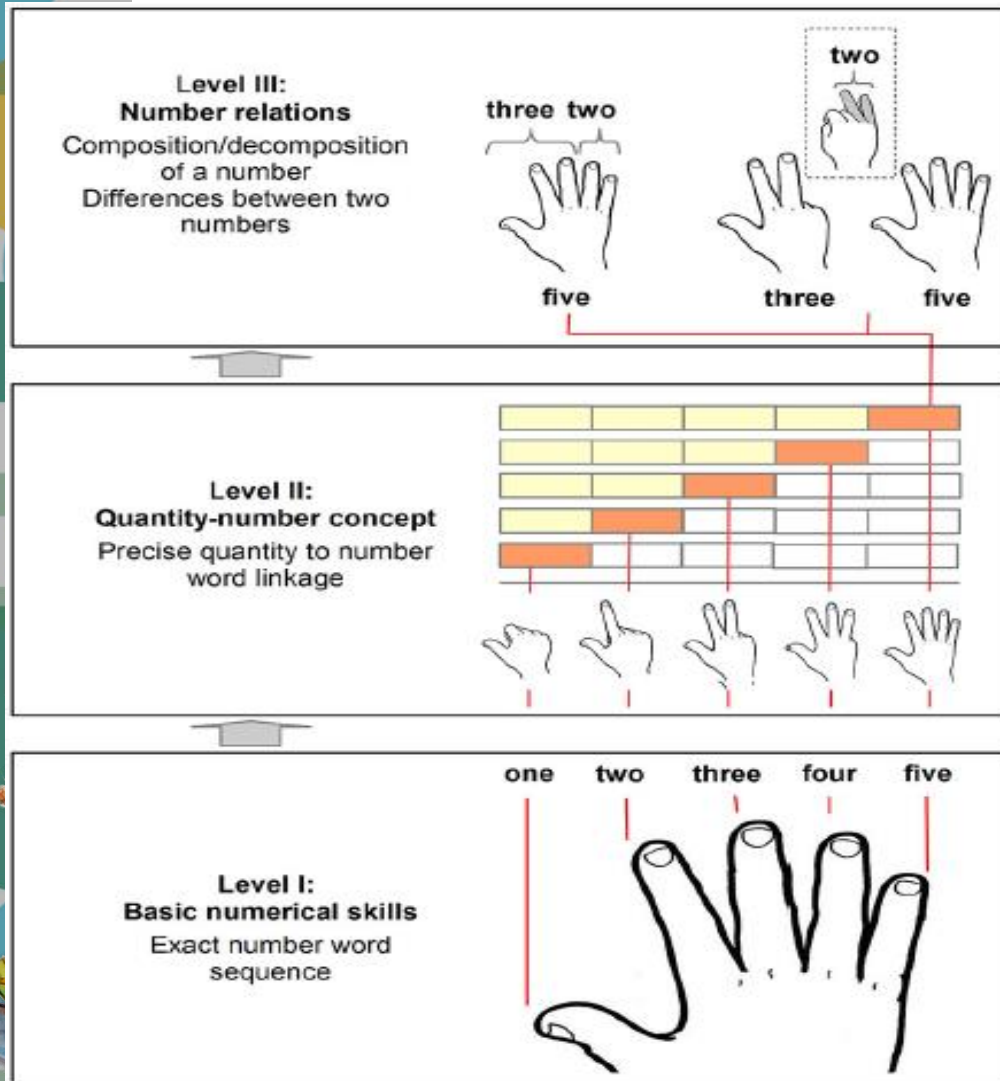 Level III:
Number relations
Composition/decomposition
of a number
Differences between two
numbers
three two
five
two
three
five
Level II:
Quantity-number concept
Precise quantity to number
word linkage
one two three four five
Level I:
Basic numerical skills
Exact number word
sequence